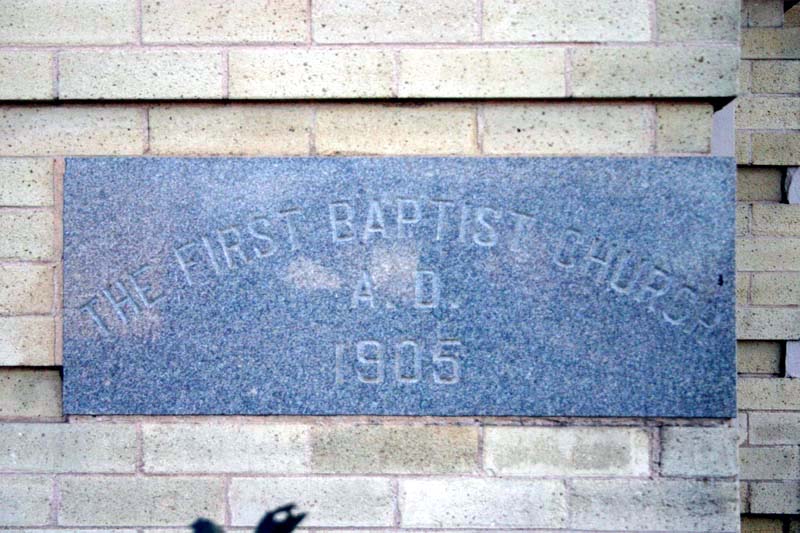 THE FIRST BAPTIST CHURCH
A. D.
1905